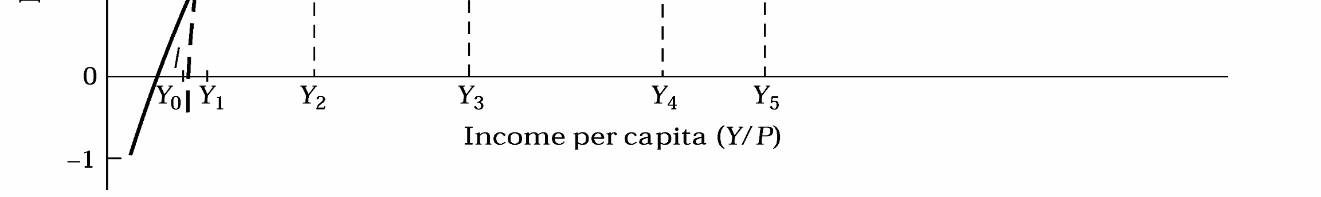 0
Y₀ Y₁ Y₂ Y₃ Y₄ Y₅
Income per capita (Y/P)
–1